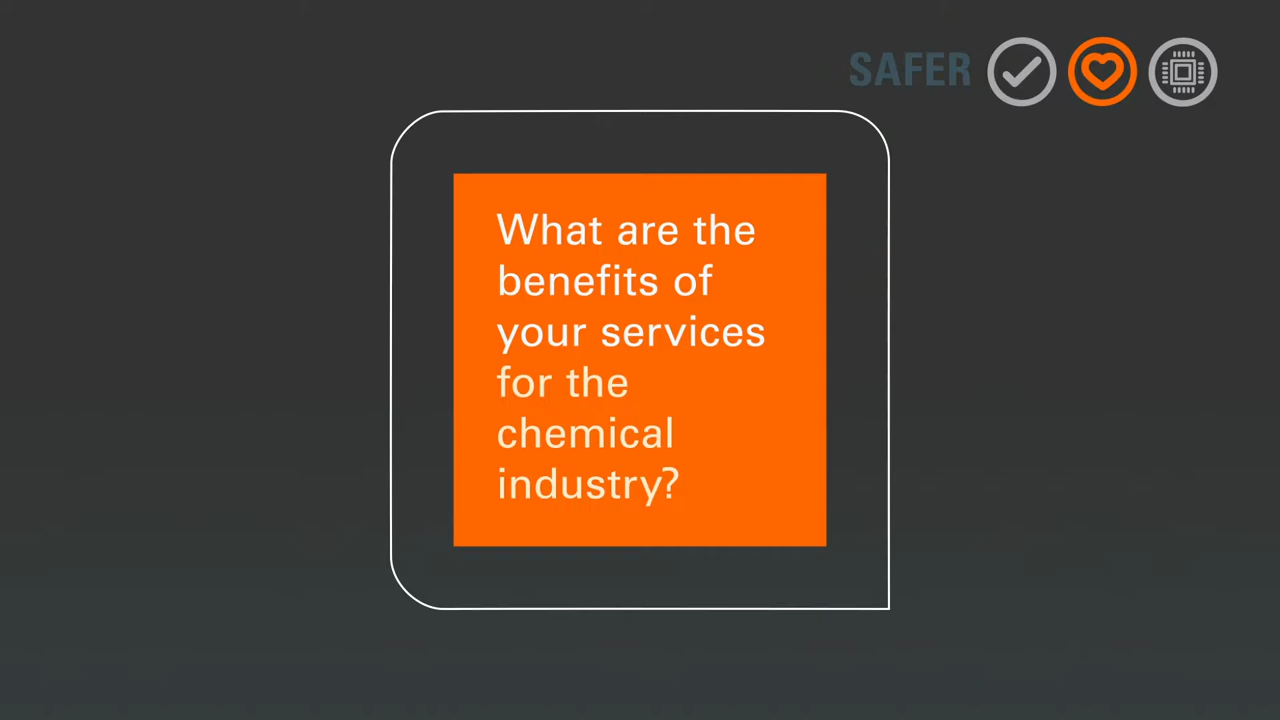 SAFER
What are the
benefits of
your services
for the
chemical
industry?